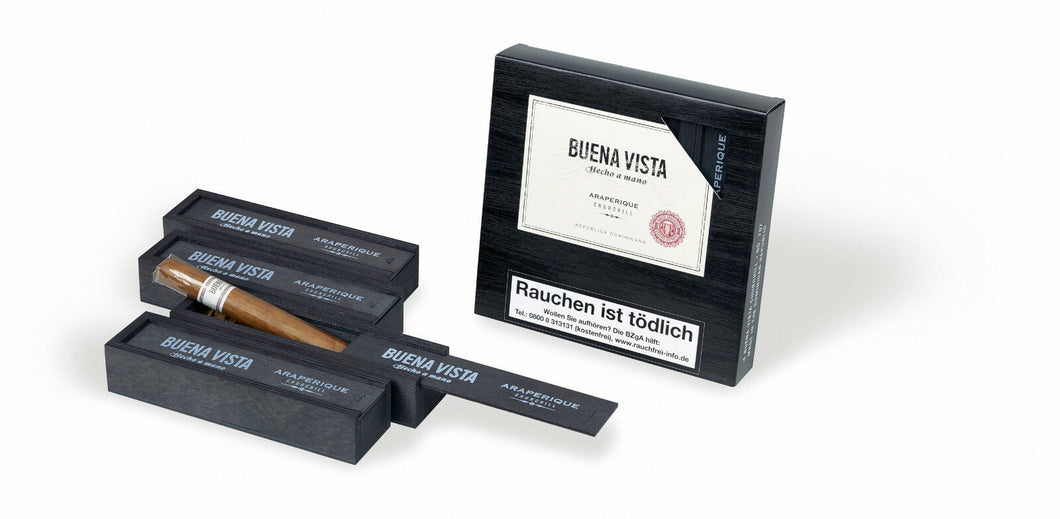 BUENA VISTA
Hecho a mano
ARAPERIQUE
CHURCHILL
BUENA VISTA
Hecho a mano
ARAPERIQUE
CHURCHILL
BUENA VISTA
Hecho a mano
ARAPERIQUE
CHURCHILL
BUENA VISTA
Hecho a mano
ARAPERIQUE
CHURCHILL
BUENA VISTA
Hecho a mano
ARAPERIQUE
CHURCHILL
REPUBLICA DOMINICANA
APERIQUE
Rauchen ist tödlich
Wollen Sie aufhören? Die BZgA hilft:
Tel.: 0800 8 313131 (kostenfrei), www.rauchfrei-info.de